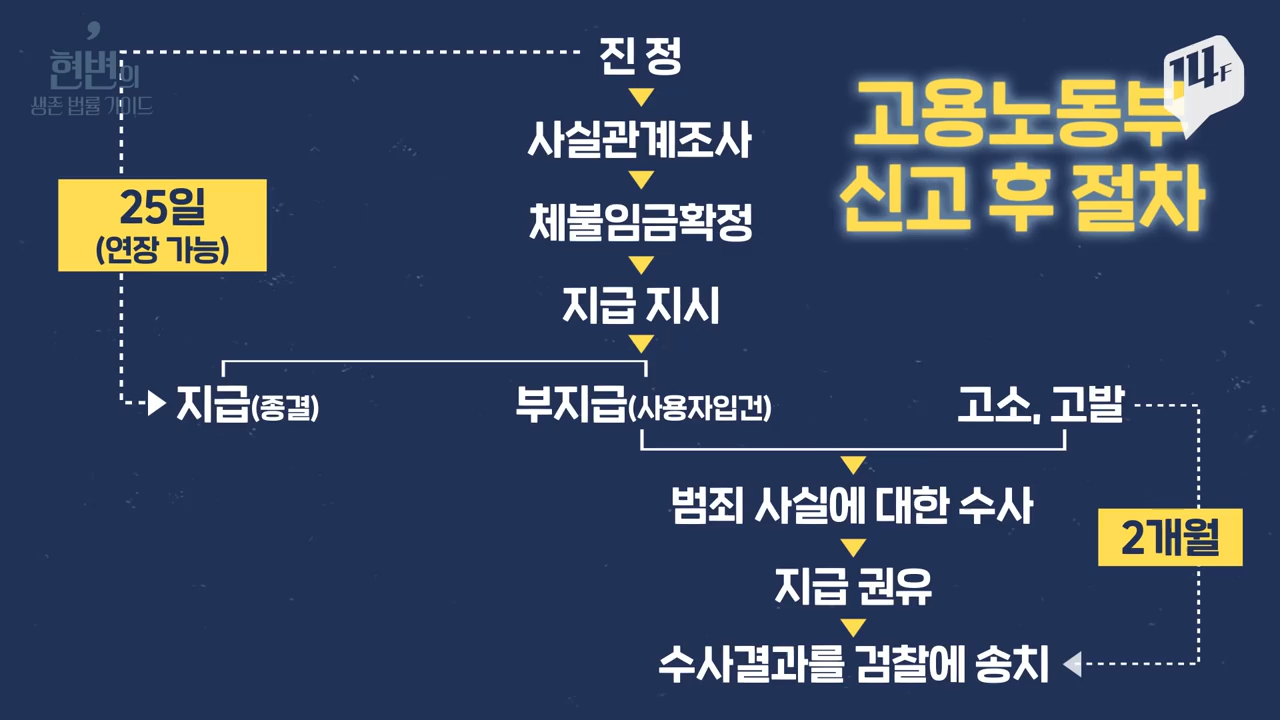 현변의
생존 법률 가이드
14F
고용노동부
신고 후 절차
진 정
사실관계조사
체불임금확정
지급 지시
25일
(연장 가능)
지급(종결)
부지급(사용자입건)
고소, 고발
범죄 사실에 대한 수사
지급 권유
수사결과를 검찰에 송치
2개월